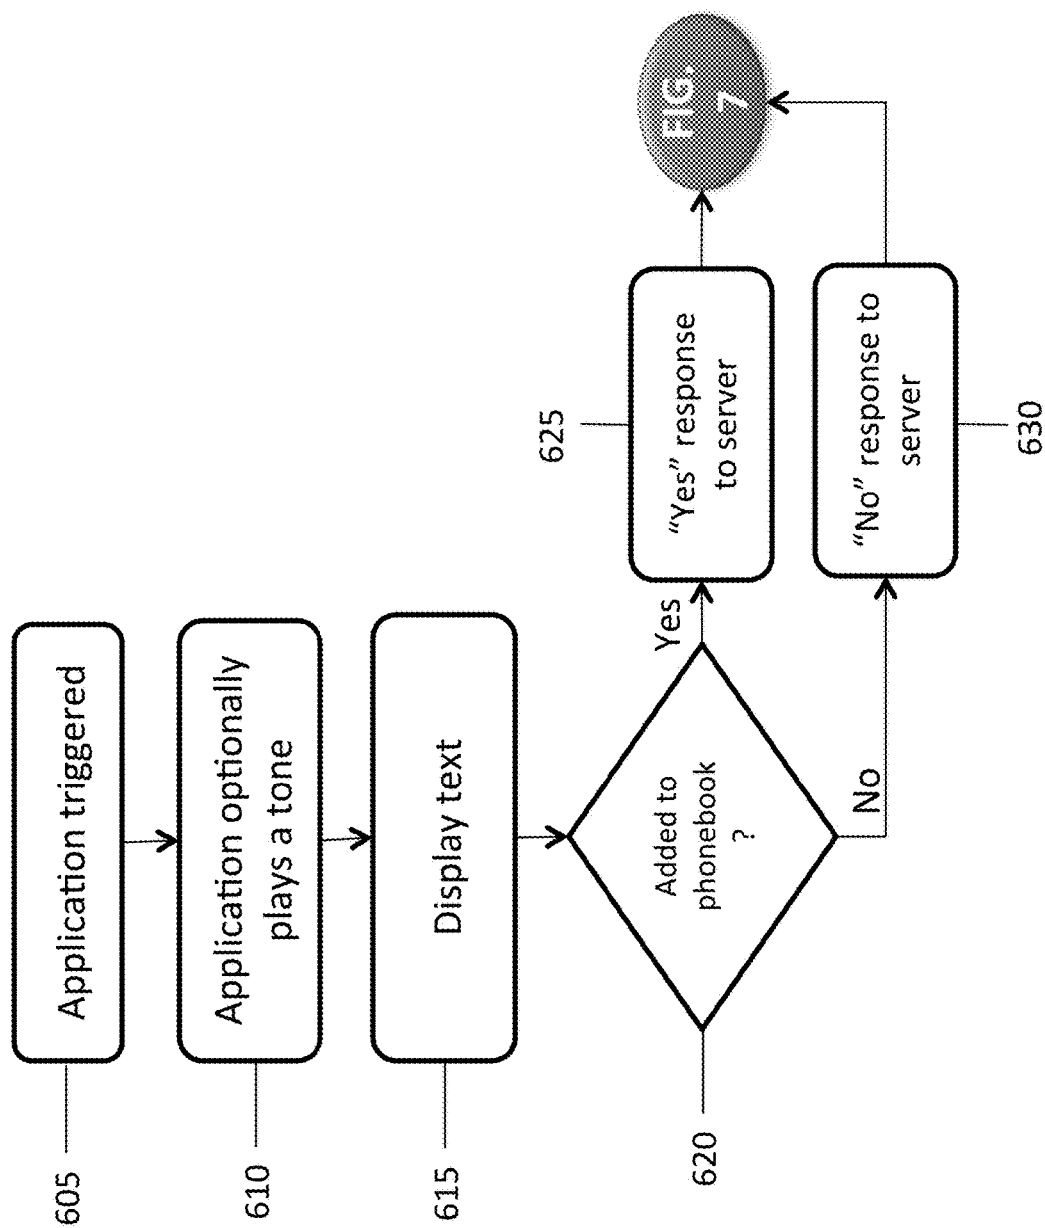 605
Application triggered
610
Application optionally
plays a tone
615
Display text
620
Added to
phonebook
?
Yes
No
625
“Yes” response
to server
“No” response to
server
630
FIG.
7